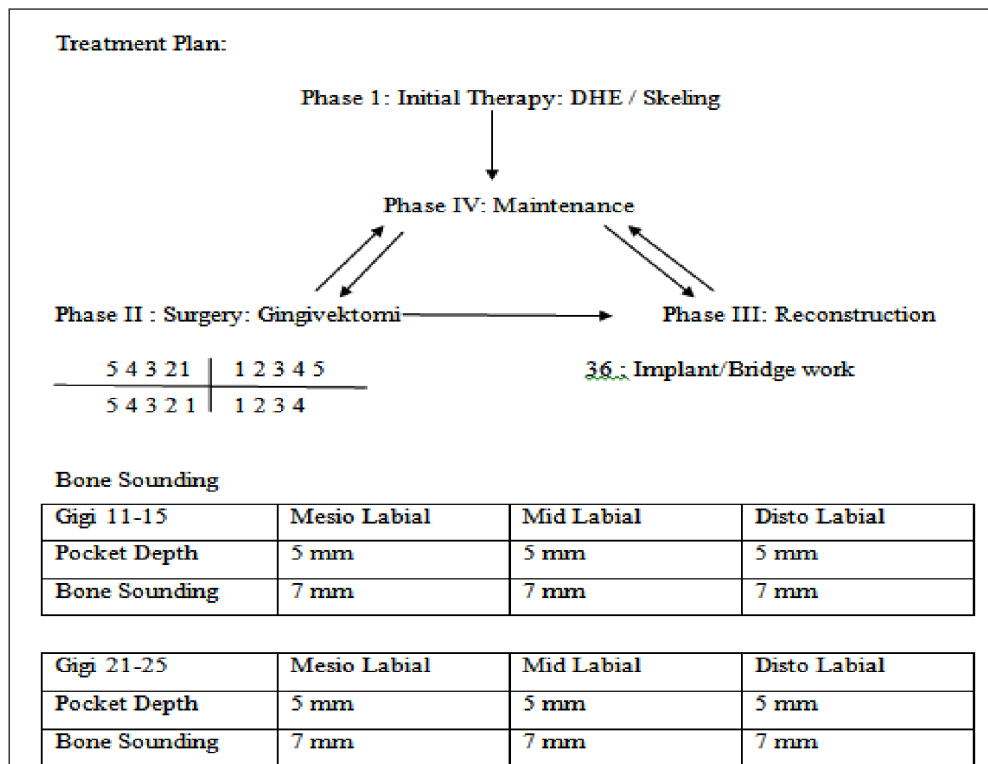 Treatment Plan:
Phase 1: Initial Therapy: DHE / Skeling
Phase IV: Maintenance
Phase II : Surgery: Gingivektomi
Phase III: Reconstruction
5 4 3 21 | 1 2 3 4 5
36 : Implant/Bridge work
5 4 3 2 1 | 1 2 3 4
Bone Sounding
Gigi 11-15 Mesio Labial Mid Labial Disto Labial
Pocket Depth 5 mm 5 mm 5 mm
Bone Sounding 7 mm 7 mm 7 mm
Gigi 21-25 Mesio Labial Mid Labial Disto Labial
Pocket Depth 5 mm 5 mm 5 mm
Bone Sounding 7 mm 7 mm 7 mm